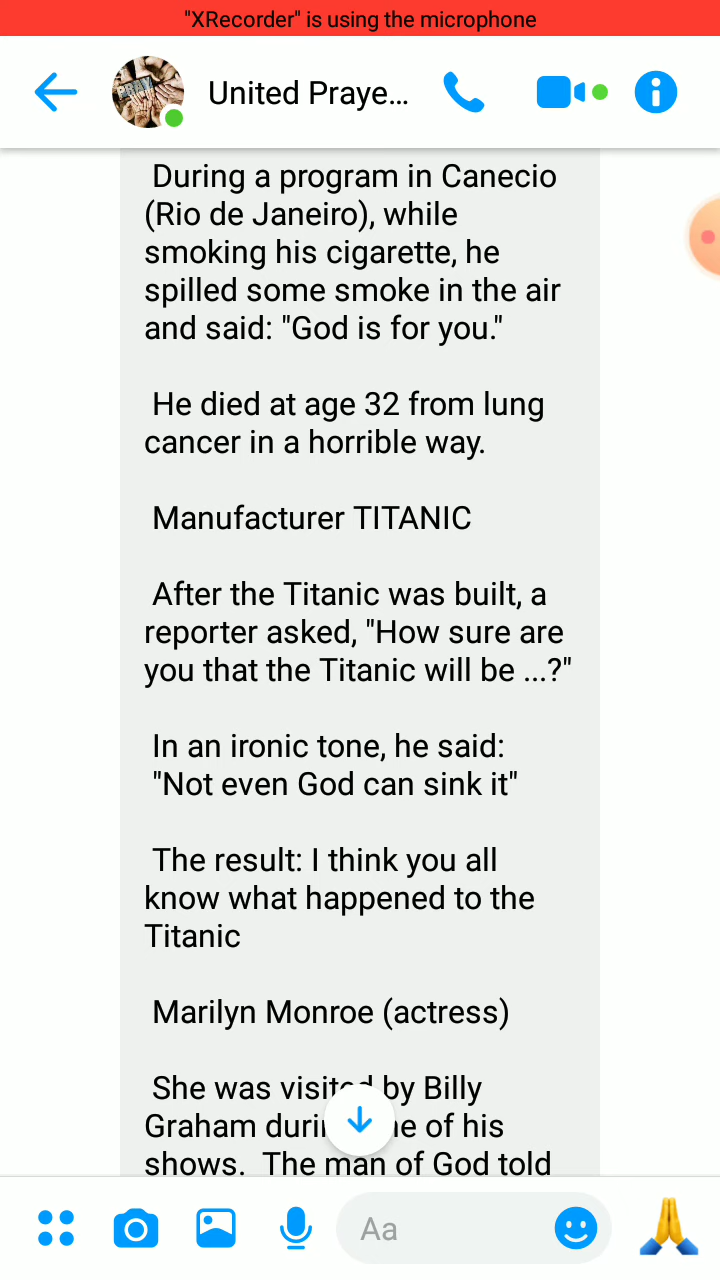 "XRecorder" is using the microphone
United Praye...
During a program in Canecio
(Rio de Janeiro), while
smoking his cigarette, he
spilled some smoke in the air
and said: "God is for you."
He died at age 32 from lung
cancer in a horrible way.
Manufacturer TITANIC
After the Titanic was built, a
reporter asked, "How sure are
you that the Titanic will be ...?"
In an ironic tone, he said:
"Not even God can sink it"
The result: I think you all
know what happened to the
Titanic
Marilyn Monroe (actress)
She was visited by Billy
Graham of his
shows. The man of God told
Aa